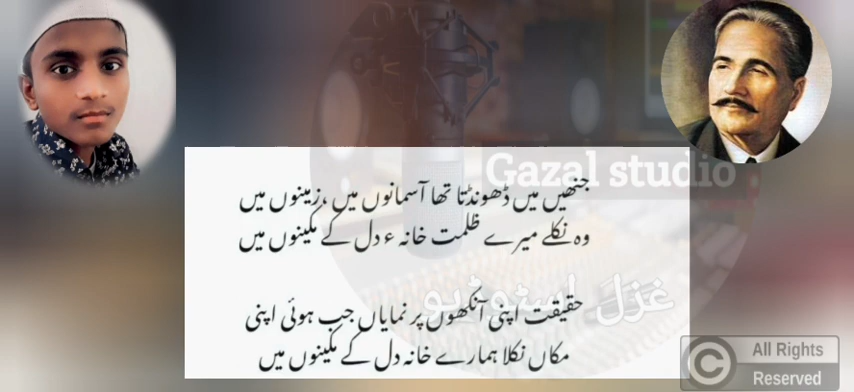 Gazal studio
جنھیں میں ڈھونڈتا تھا آسمانوں میں ،زمینوں میں
وہ نکلے میرے ظلمت خانہ ء دل کے مکینوں میں
غزل اسٹوڈیو
حقیقت اپنی آنکھوں پر نمایاں جب ہوئی اپنی
مکاں نکلا ہمارے خانہ دل کے مکینوں میں
All Rights
Reserved